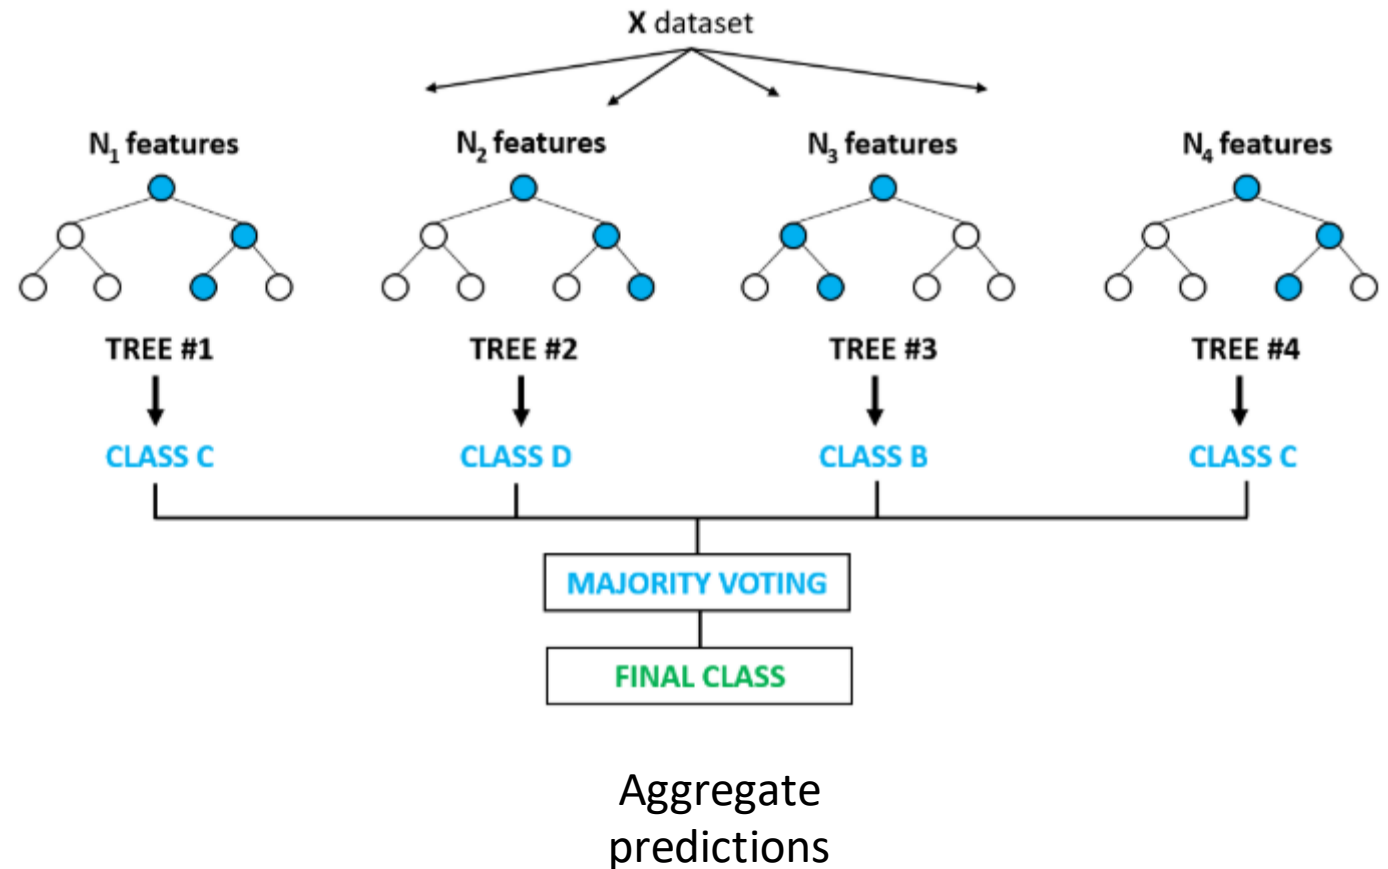 X dataset
N1 features
N2 features
N3 features
N4 features
TREE #1
TREE #2
TREE #3
TREE #4
CLASS C
CLASS D
CLASS B
CLASS C
MAJORITY VOTING
FINAL CLASS
Aggregate
predictions